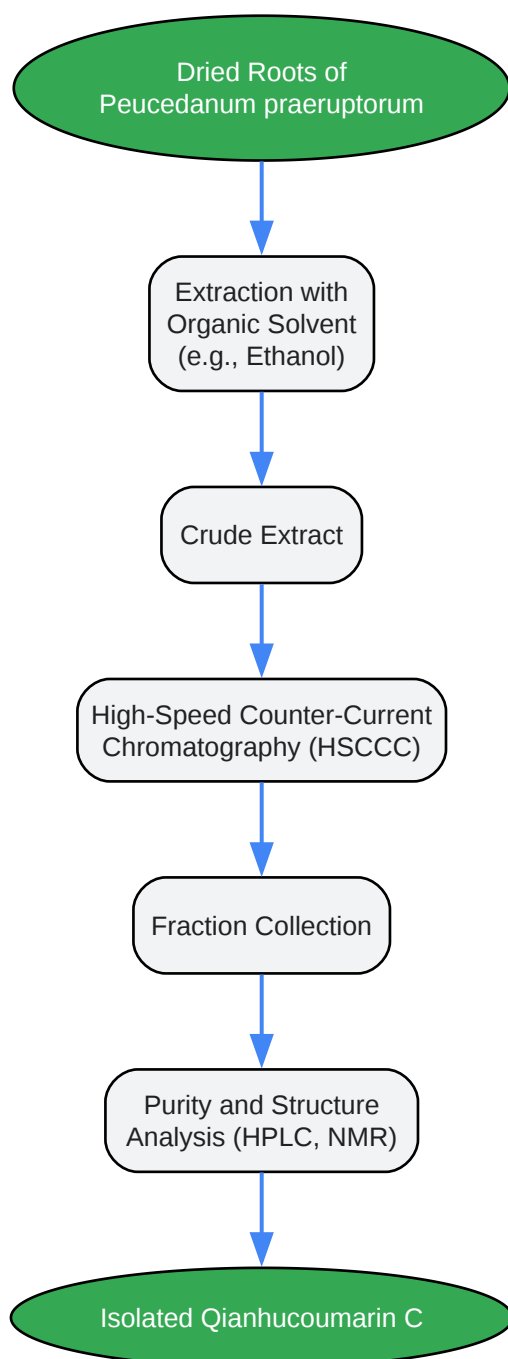 Dried Roots of
Peucedanum praeruptorum
Extraction with
Organic Solvent
(e.g., Ethanol)
Crude Extract
High-Speed Counter-Current
Chromatography (HSCCC)
Fraction Collection
Purity and Structure
Analysis (HPLC, NMR)
Isolated Qianhucoumarin C